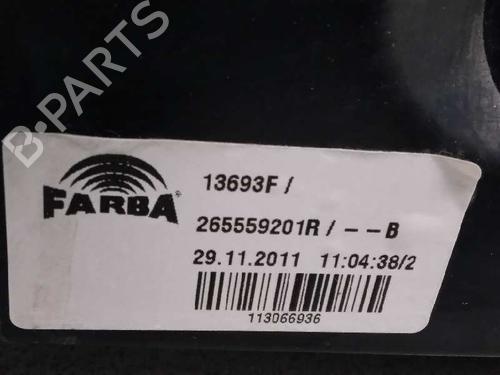 B-PARTS
FARBA®
13693F /
265559201R / - - B
29.11.2011 11:04:38/2
113066936